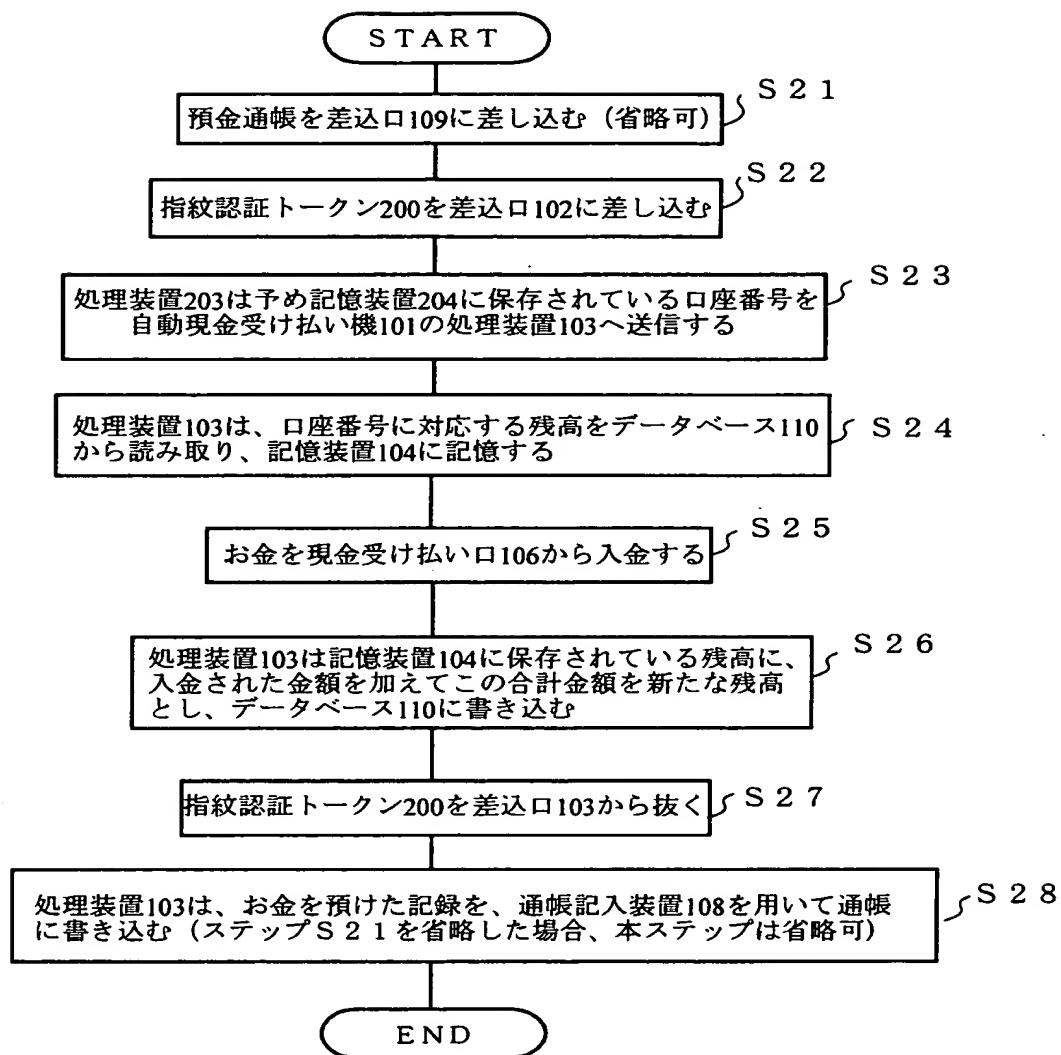 START
S21
預金通帳を差込口109に差し込む（省略可）
S22
指紋認証トークン200を差込口102に差し込む
S23
処理装置203は予め記憶装置204に保存されている口座番号を
自動現金受け払い機101の処理装置103へ送信する
処理装置103は、口座番号に対応する残高をデータベース110
S24
から読み取り、記憶装置104に記憶する
S25
お金を現金受け払い口106から入金する
S26
処理装置103は記憶装置104に保存されている残高に、
入金された金額を加えてこの合計金額を新たな残高
とし、データベース110に書き込む
S27
指紋認証トークン200を差込口103から抜く
S28
処理装置103は、お金を預けた記録を、通帳記入装置108を用いて通帳
に書き込む（ステップS21を省略した場合、本ステップは省略可）
END